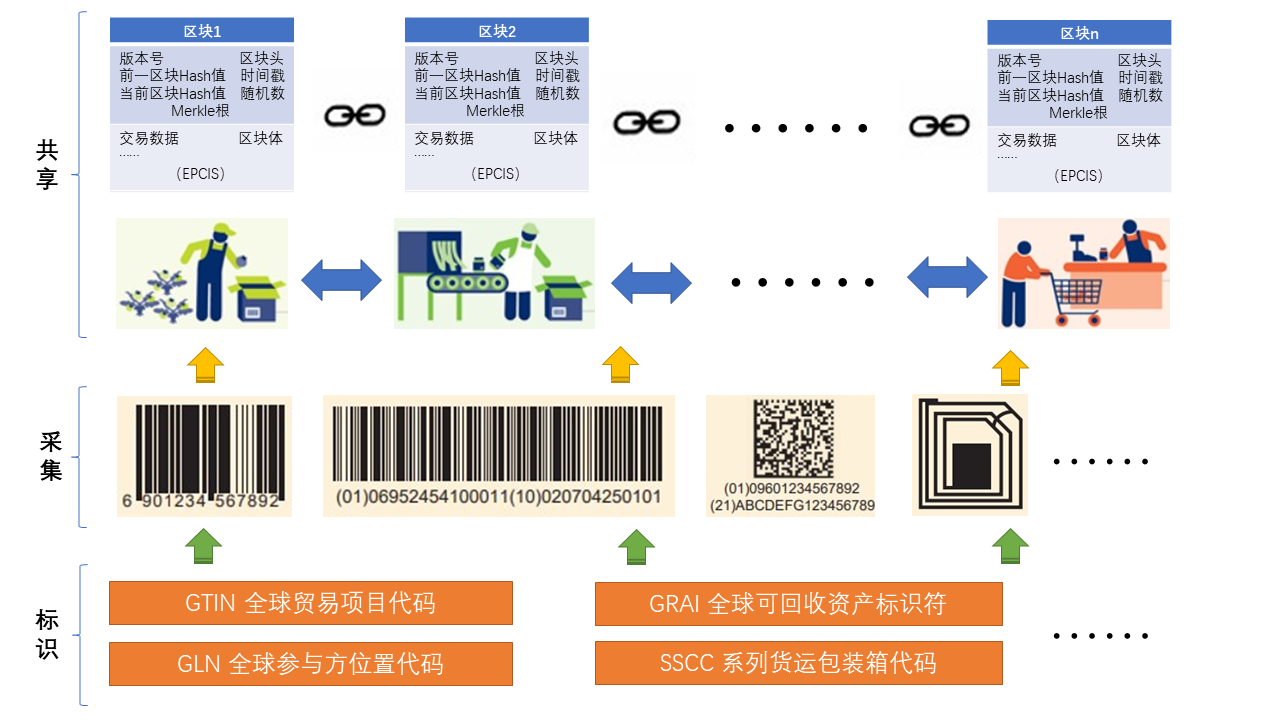 区块1
版本号 区块头
前一区块Hash值 时间戳
当前区块Hash值 随机数
Merkle根
交易数据 区块体
……
（EPCIS）
区块2
版本号 区块头
前一区块Hash值 时间戳
当前区块Hash值 随机数
Merkle根
交易数据 区块体
……
（EPCIS）
······
区块n
版本号 区块头
前一区块Hash值 时间戳
当前区块Hash值 随机数
Merkle根
交易数据 区块体
……
（EPCIS）
共享
······
采集
6 901234 567892
(01)06952454100011(10)020704250101
(01)09601234567892
(21)ABCDEFG123456789
······
标识
GTIN 全球贸易项目代码
GRAI 全球可回收资产标识符
GLN 全球参与方位置代码
SSCC 系列货运包装箱代码
······